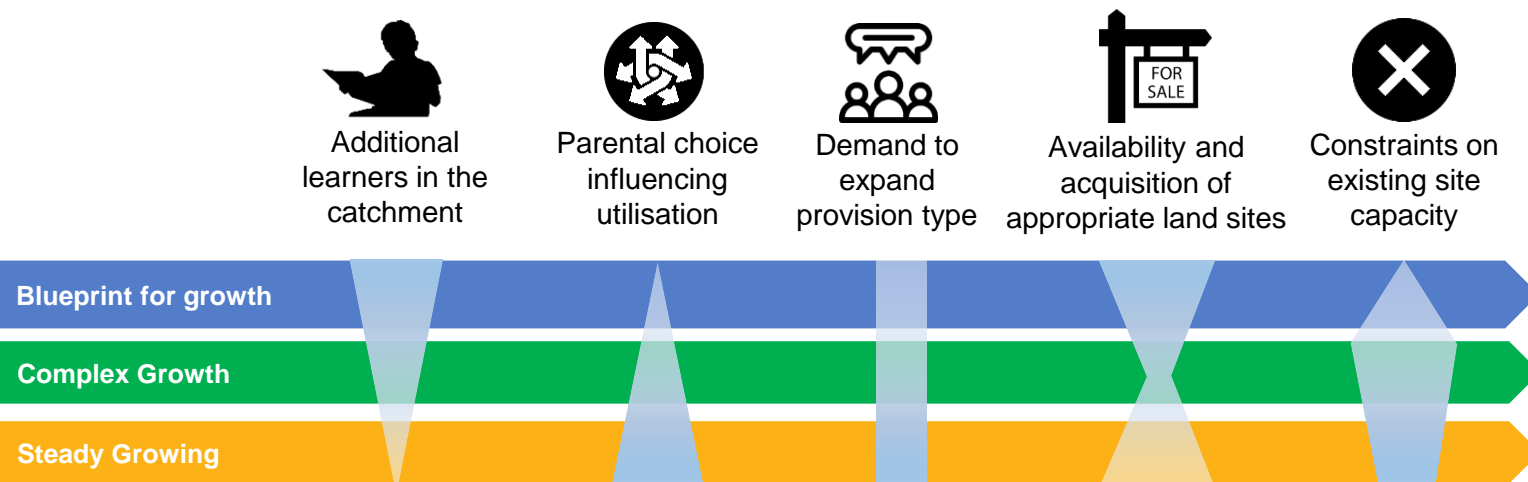 FOR
SALE
Additional
learners in the
catchment
Parental choice
influencing
utilisation
Demand to
expand
provision type
Availability and
acquisition of
appropriate land sites
Constraints on
existing site
capacity
Blueprint for growth
Complex Growth
Steady Growing